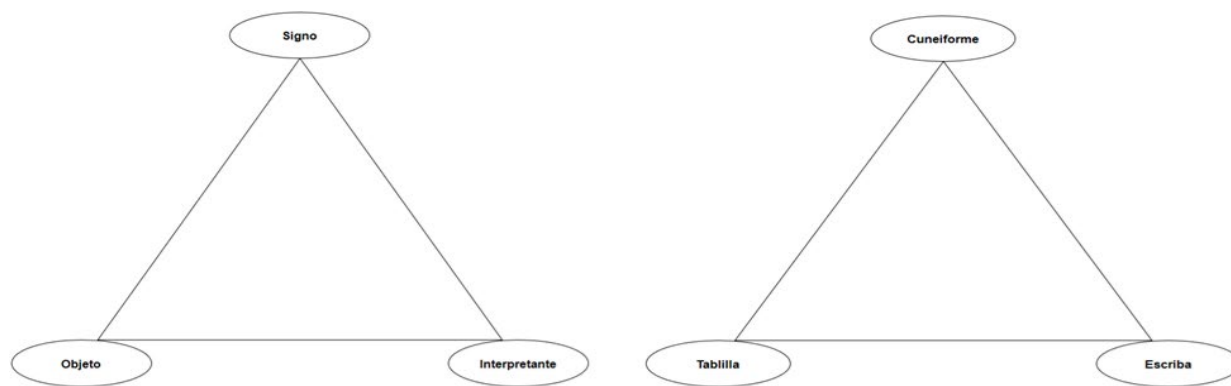 Signo
Cuneiforme
Objeto
Interpretante
Tablilla
Escriba